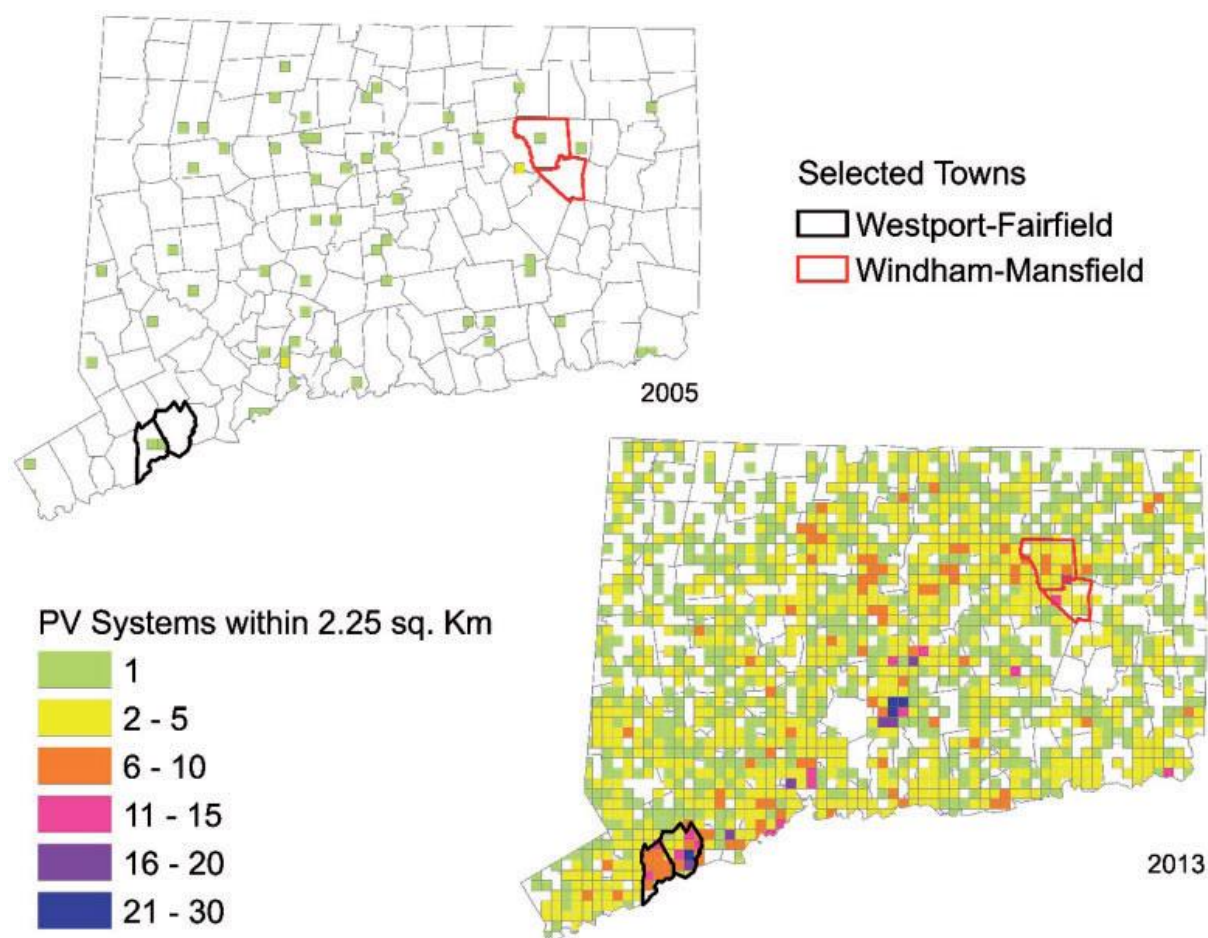 Selected Towns
Westport-Fairfield
Windham-Mansfield
2005
PV Systems within 2.25 sq. Km
1
2 - 5
6 - 10
11 - 15
16 - 20
21 - 30
2013